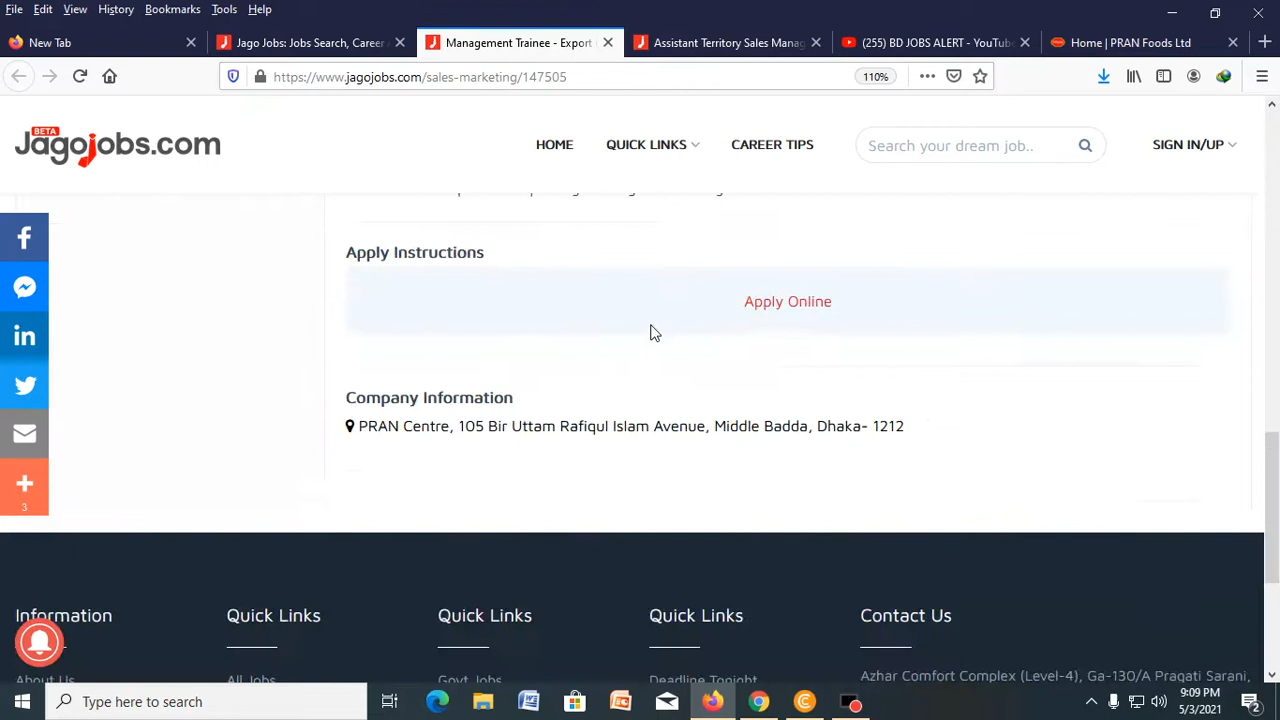 File Edit View History Bookmarks Tools Help
New Tab
Jago Jobs: Jobs Search, Career
Management Trainee - Export
Assistant Territory Sales Manag
(255) BD JOBS ALERT - YouTube
Home | PRAN Foods Ltd
https://www.jagojobs.com/sales-marketing/147505
110%
BETA
Jagojobs.com
HOME
QUICK LINKS
CAREER TIPS
Search your dream job..
SIGN IN/UP
Apply Instructions
Apply Online
Company Information
PRAN Centre, 105 Bir Uttam Rafiqul Islam Avenue, Middle Badda, Dhaka- 1212
3
Information
Quick Links
Quick Links
Quick Links
Contact Us
About Us
All Jobs
Govt Jobs
Deadline Tonight
Azhar Comfort Complex (Level-4), Ga-130/A Pragati Sarani,
Type here to search
9:09 PM
5/3/2021
2